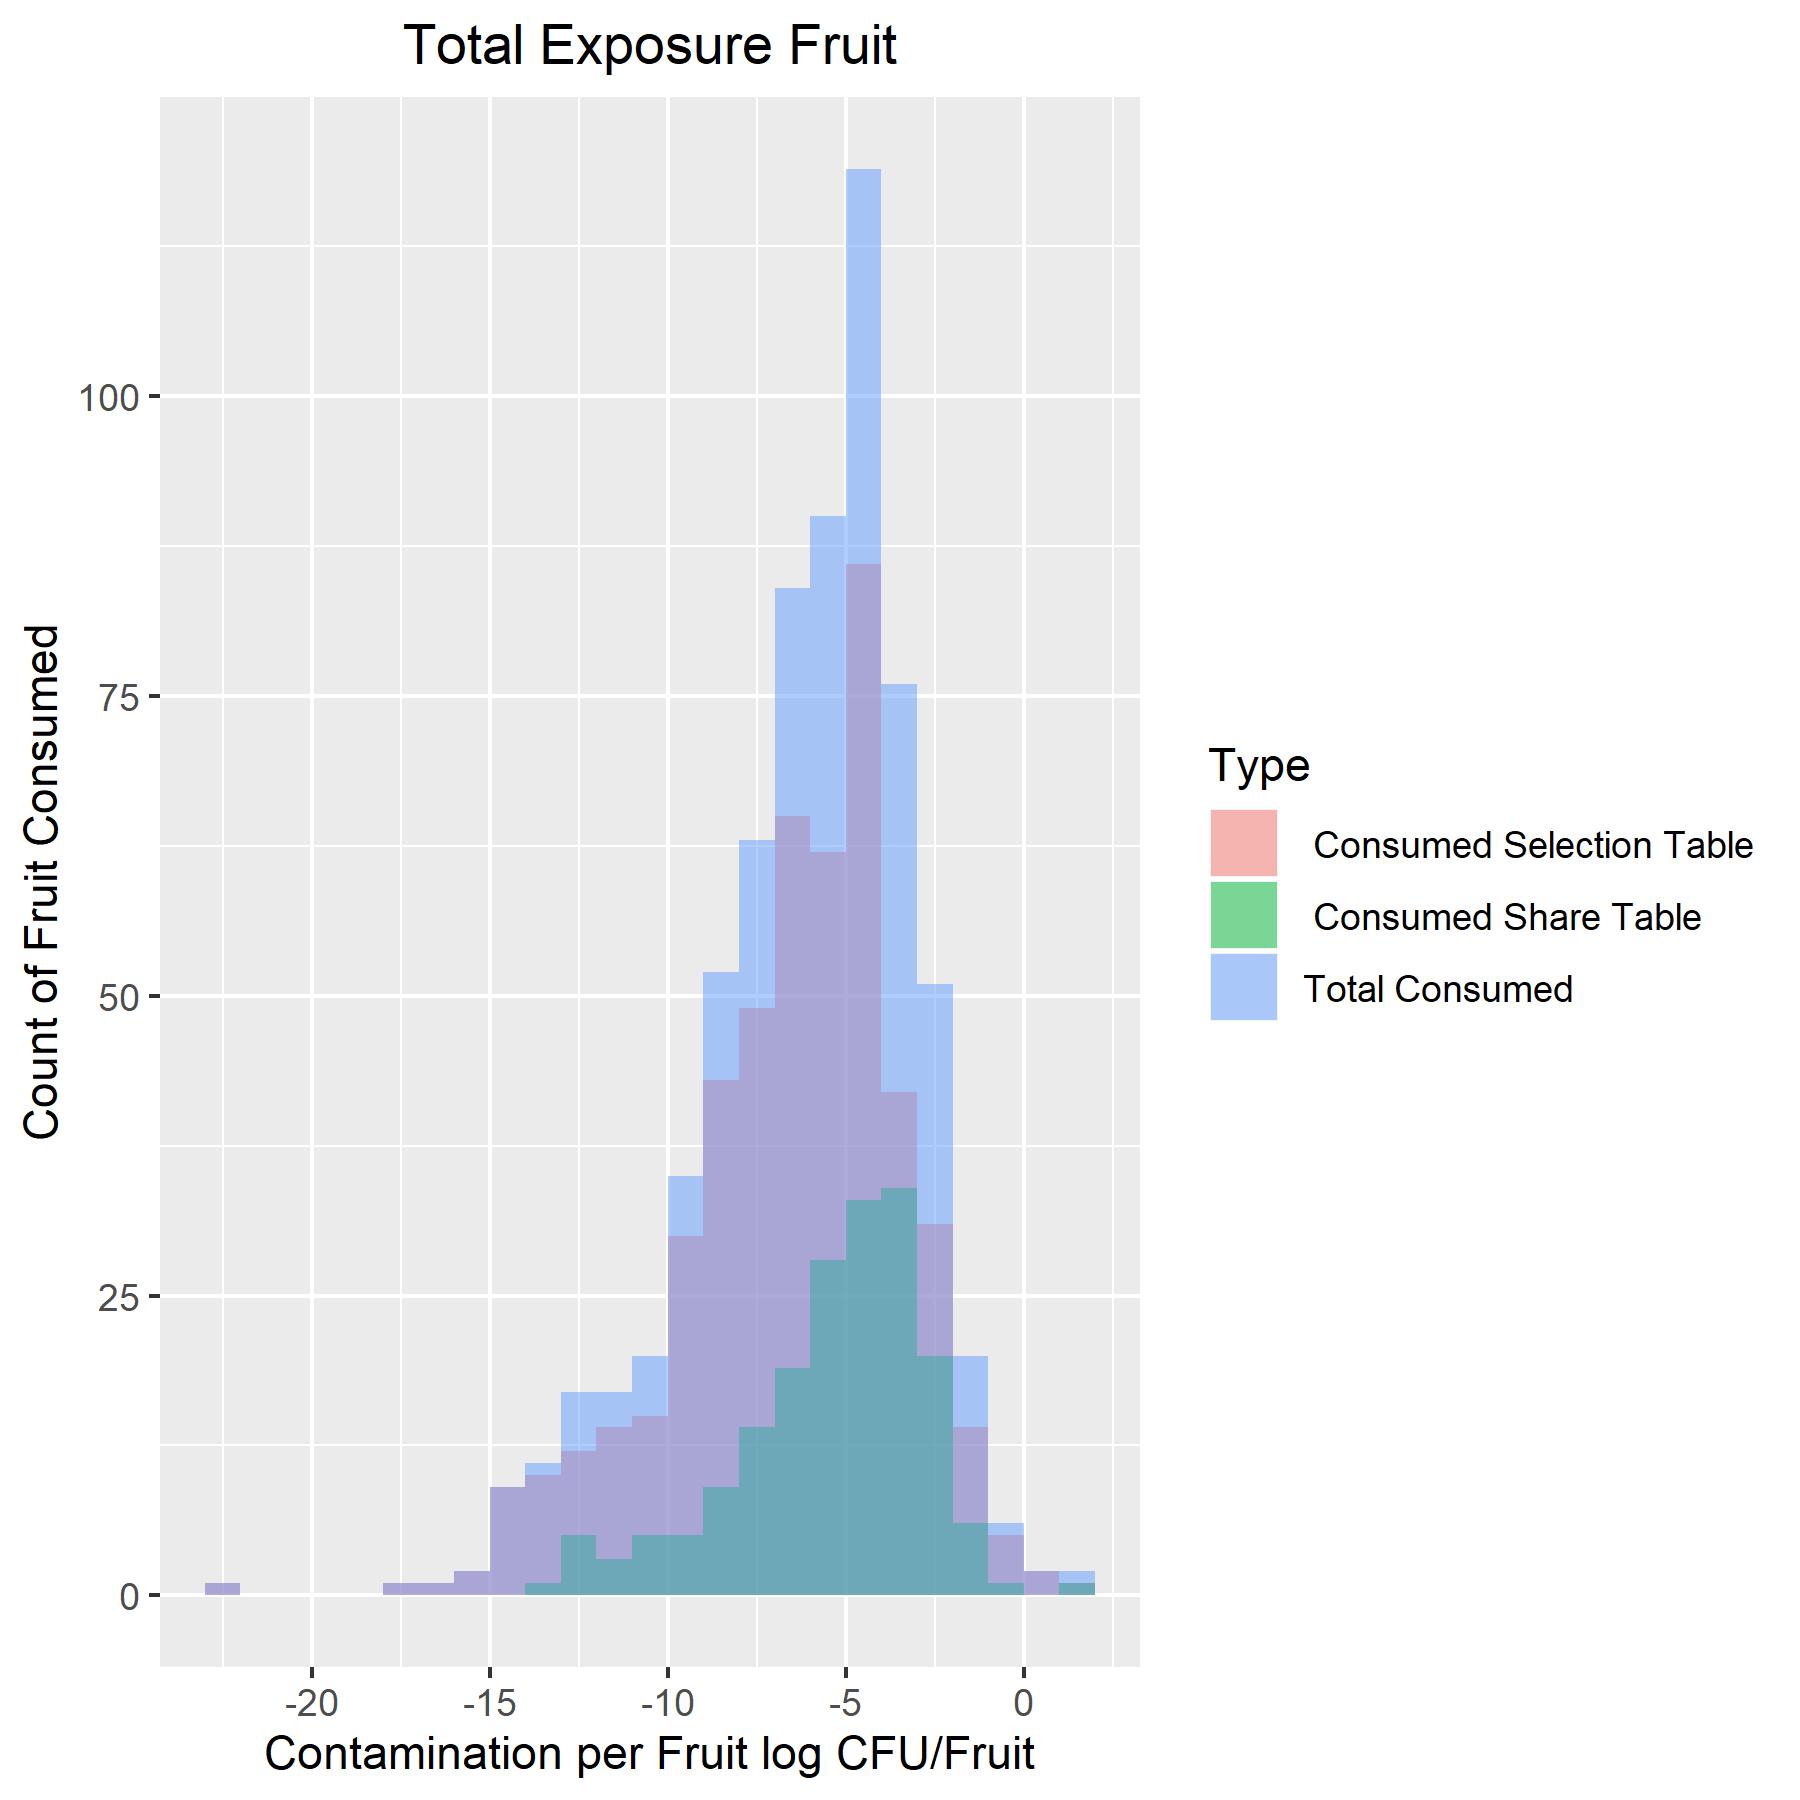 Total Exposure Fruit
100
75
50
25
0
Count of Fruit Consumed
-20 -15 -10 -5 0
Contamination per Fruit log CFU/Fruit
Type
Consumed Selection Table
Consumed Share Table
Total Consumed